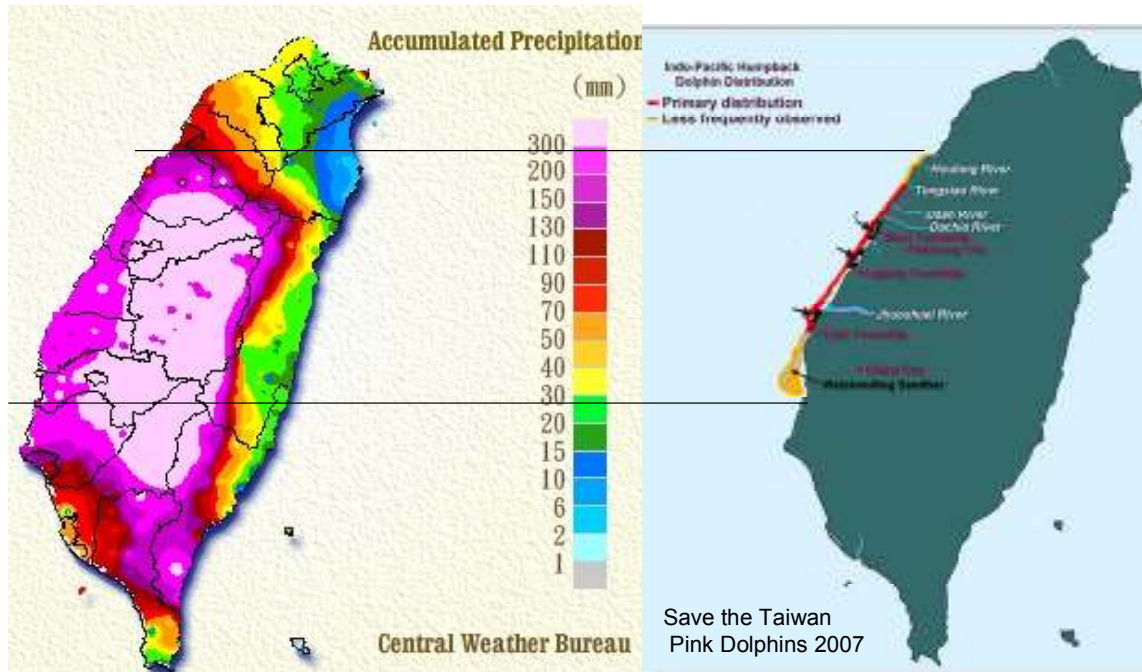 Accumulated Precipitation
(mm)
300
200
150
130
110
90
70
50
40
30
20
15
10
6
2
1
Central Weather Bureau
Indo-Pacific Humpback
Dolphin Distribution
Primary distribution
Less frequently observed
Houlong River
Tongsiao River
Daan River
Dachia River
Jhuoshuei River
Sandbar
Save the Taiwan
Pink Dolphins 2007